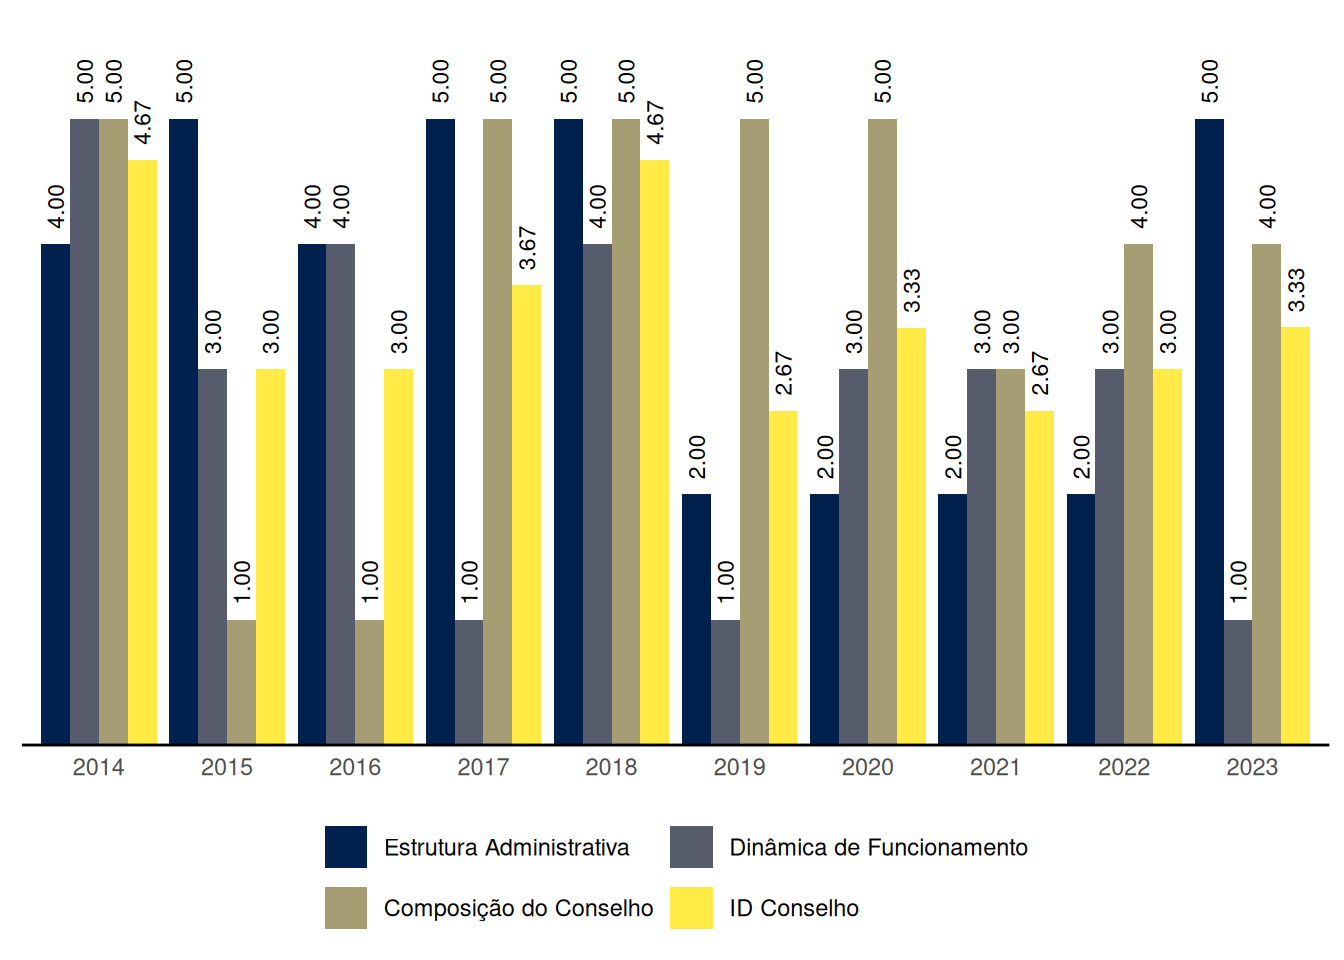 4.00 5.00 5.00 4.67 5.00 3.00 1.00 3.00 4.00 4.00 1.00 3.00 5.00 1.00 5.00 3.67 5.00 4.00 5.00 4.67 2.00 1.00 5.00 2.67 2.00 3.00 5.00 3.33 2.00 3.00 3.00 2.67 2.00 3.00 4.00 3.00 5.00 1.00 4.00 3.33
2014 2015 2016 2017 2018 2019 2020 2021 2022 2023
Estrutura Administrativa Dinâmica de Funcionamento
Composição do Conselho ID Conselho